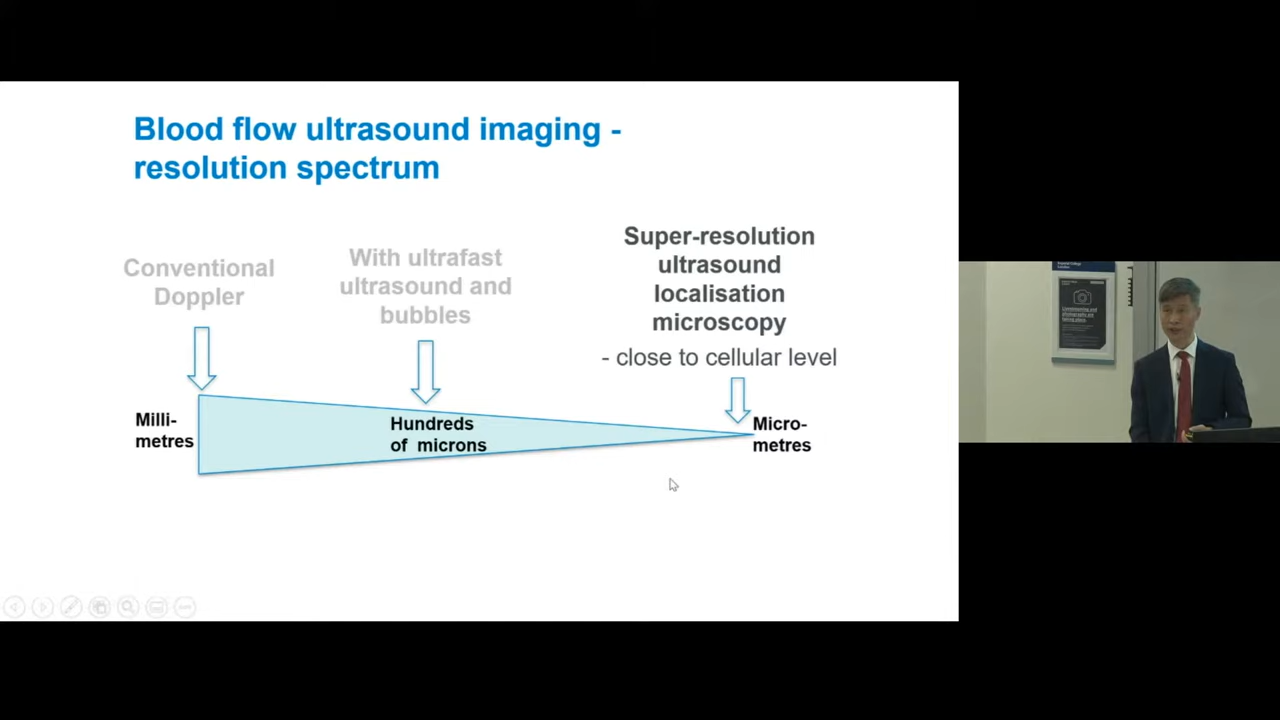 Blood flow ultrasound imaging -
resolution spectrum
Conventional
Doppler
With ultrafast
ultrasound and
bubbles
Super-resolution
ultrasound
localisation
microscopy
- close to cellular level
Milli-
metres
Hundreds
of microns
Micro-
metres